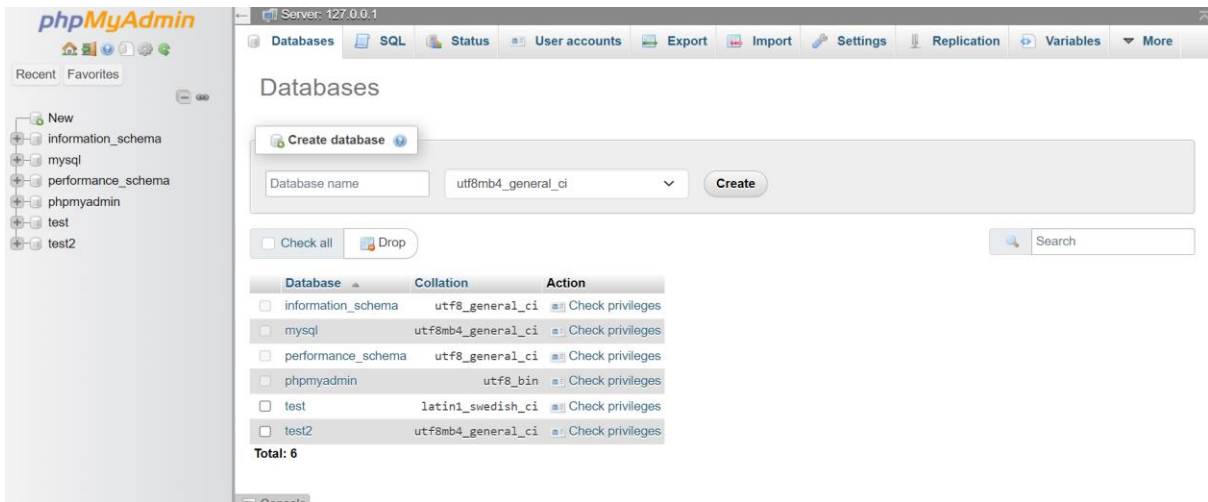 phpMyAdmin
Recent Favorites
New
information_schema
mysql
performance_schema
phpmyadmin
test
test2
Server: 127.0.0.1
Databases SQL Status User accounts Export Import Settings Replication Variables More
Databases
Create database
Database name utf8mb4_general_ci Create
Check all Drop Search
Database Collation Action
information_schema utf8_general_ci Check privileges
mysql utf8mb4_general_ci Check privileges
performance_schema utf8_general_ci Check privileges
phpmyadmin utf8_bin Check privileges
test latin1_swedish_ci Check privileges
test2 utf8mb4_general_ci Check privileges
Total: 6
Console